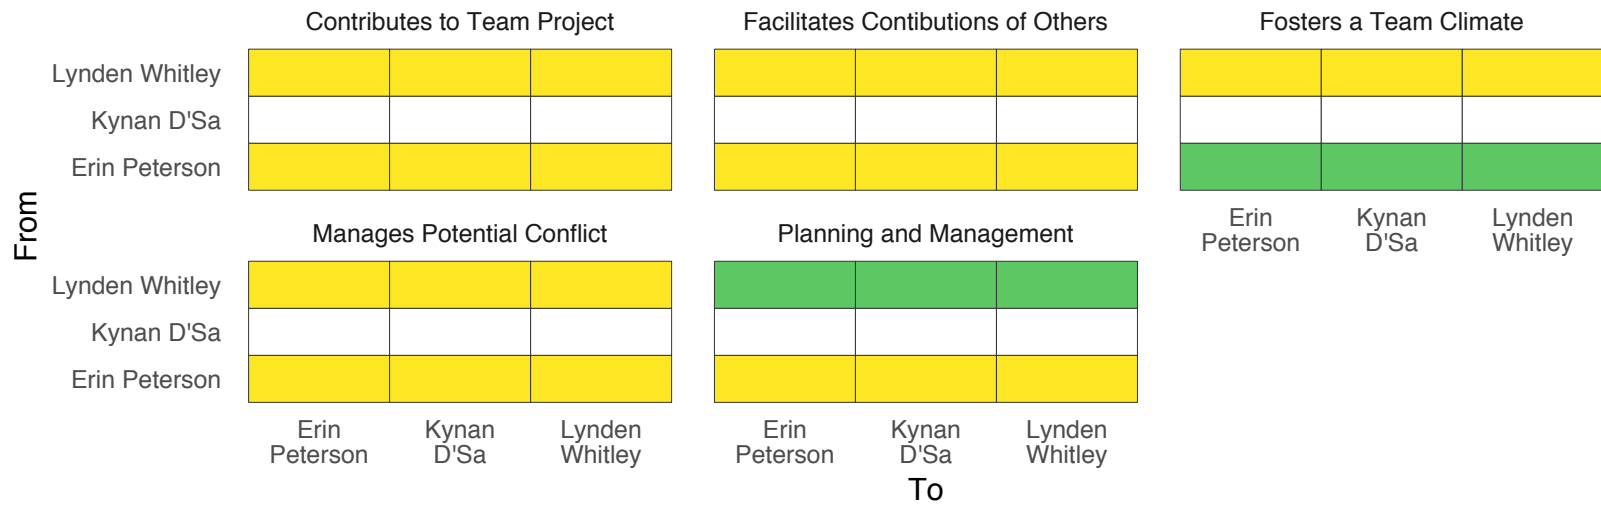 Contributes to Team Project
Facilitates Contibutions of Others
Fosters a Team Climate
Lynden Whitley
Kynan D'Sa
Erin Peterson
From
Erin
Peterson
Kynan
D'Sa
Lynden
Whitley
Manages Potential Conflict
Planning and Management
Lynden Whitley
Kynan D'Sa
Erin Peterson
Erin
Peterson
Kynan
D'Sa
Lynden
Whitley
Erin
Peterson
Kynan
D'Sa
Lynden
Whitley
To